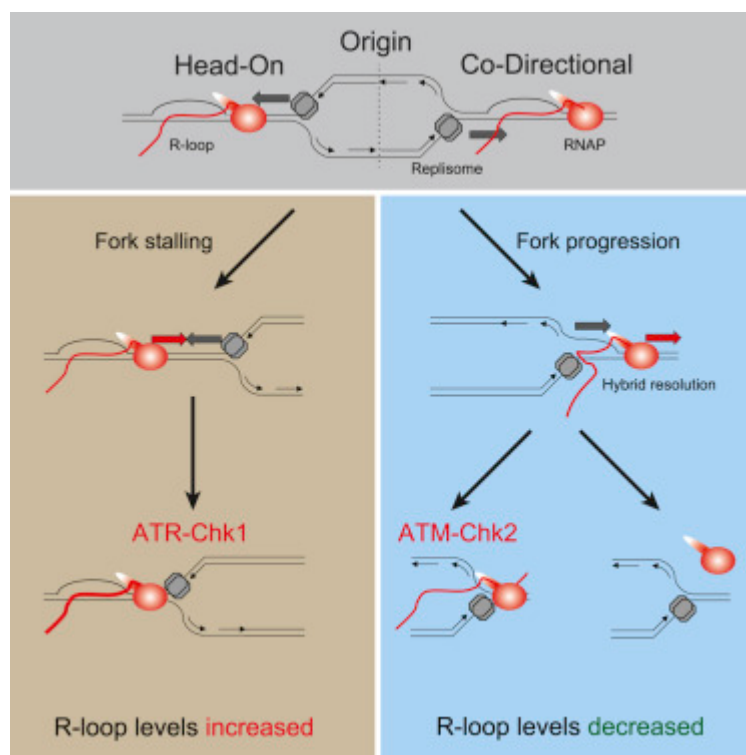 Origin
Head-On
Co-Directional
R-loop
Replisome
RNAP
Fork stalling
Fork progression
Hybrid resolution
ATR-Chk1
ATM-Chk2
R-loop levels increased
R-loop levels decreased